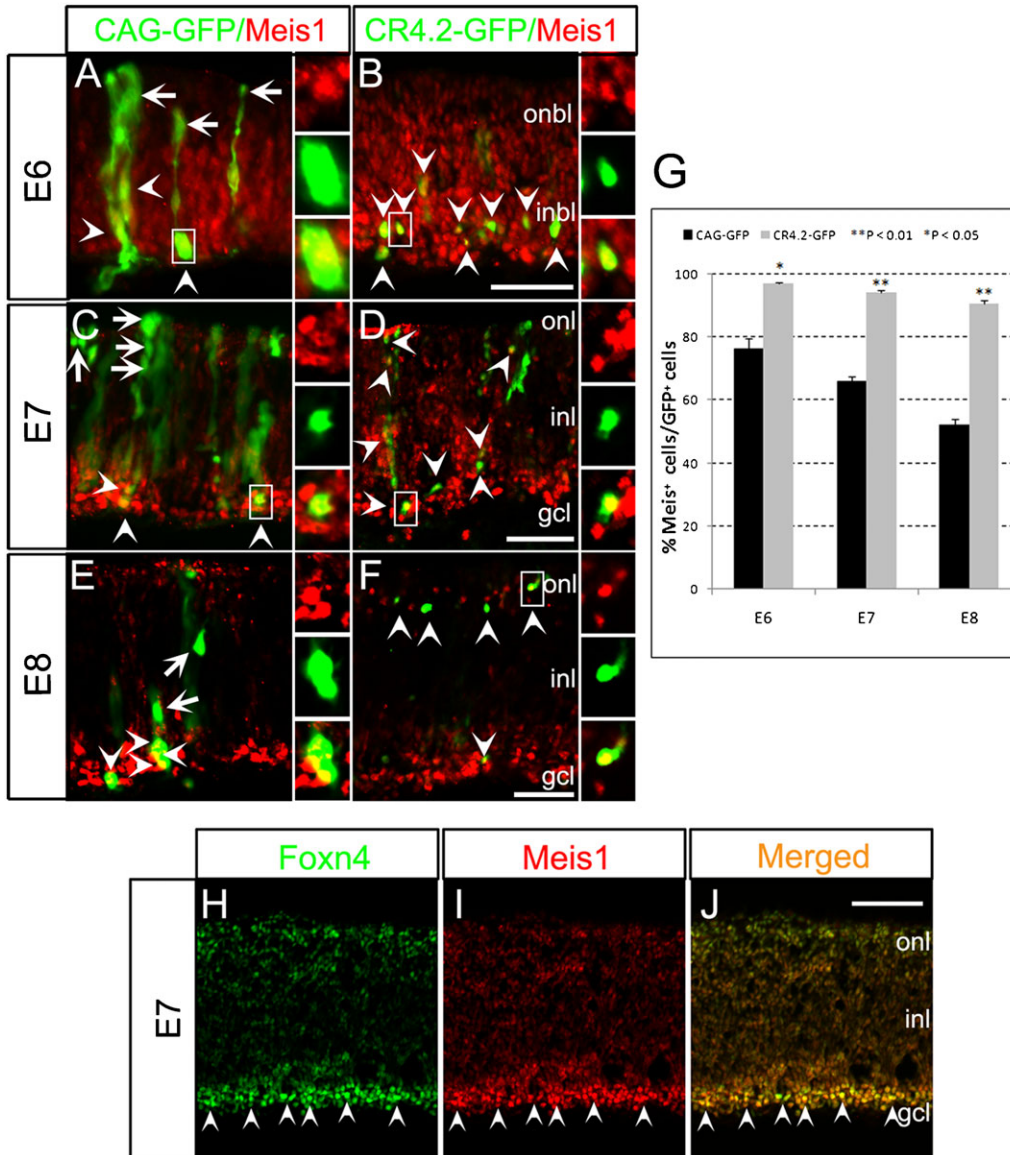 CAG-GFP/Meis1
CR4.2-GFP/Meis1
E6
A
B
onbl
inbl
E7
C
D
onl
inl
gcl
E8
E
F
onl
inl
gcl
G
CAG-GFP CR4.2-GFP **P < 0.01 *P < 0.05
% Meis⁺ cells/GFP⁺ cells
100
80
60
40
20
0
*
**
**
E6 E7 E8
Foxn4
Meis1
Merged
E7
H
I
J
onl
inl
gcl